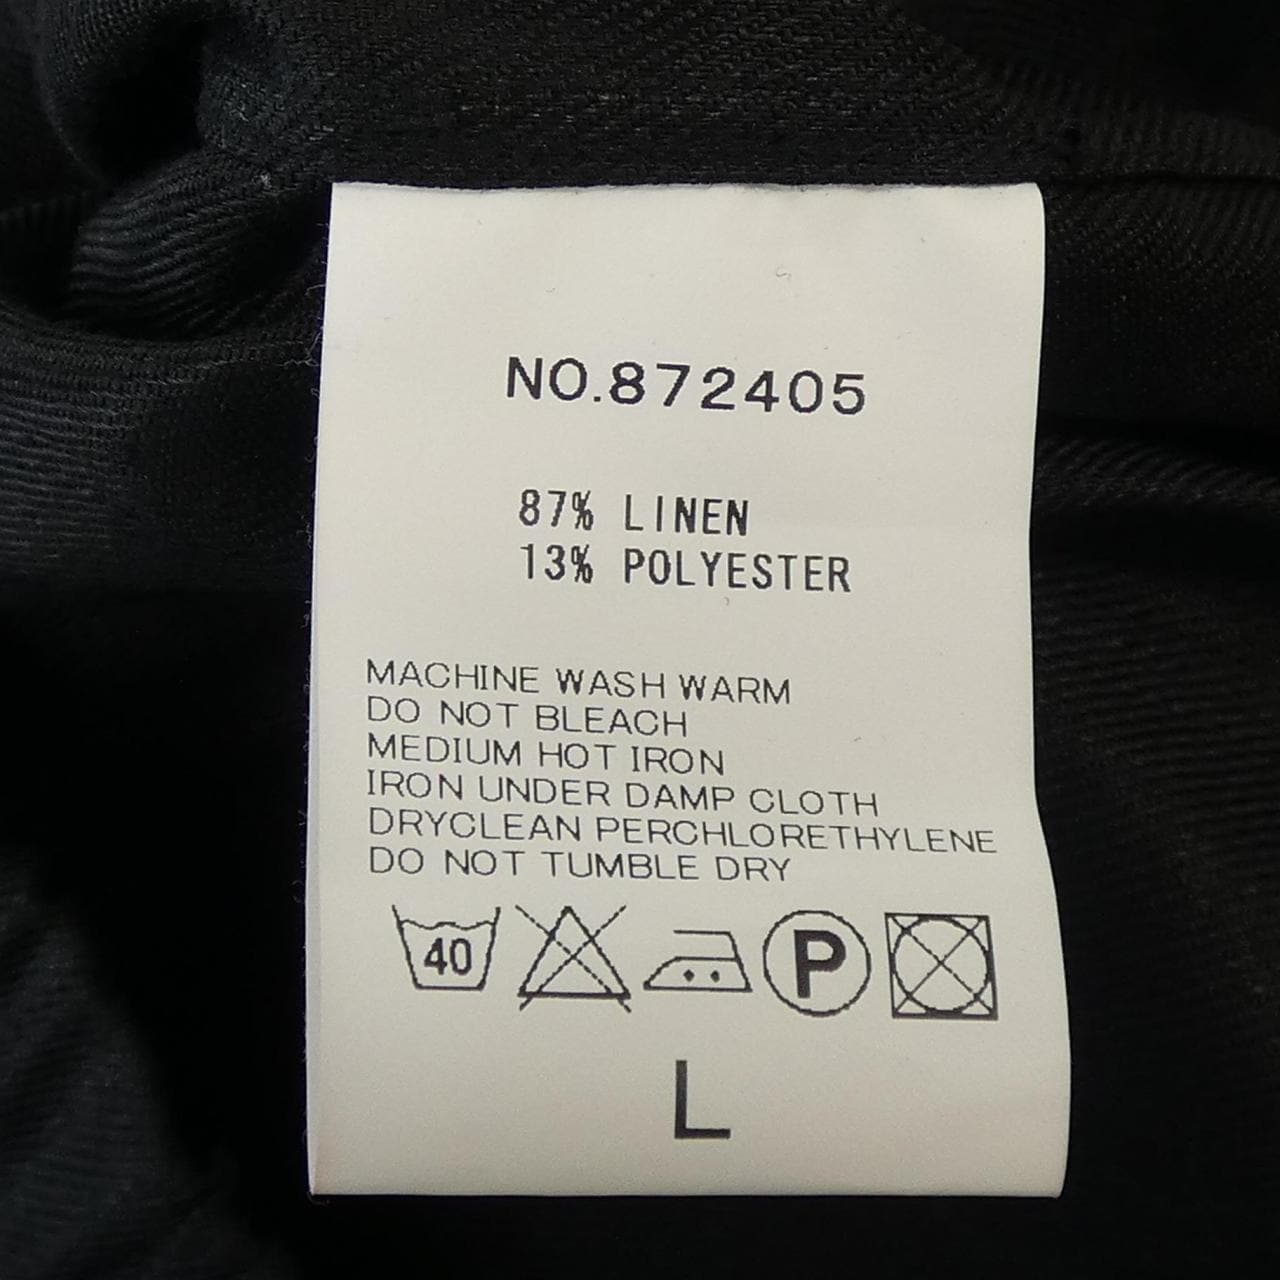 NO.872405
87% LINEN
13% POLYESTER
MACHINE WASH WARM
DO NOT BLEACH
MEDIUM HOT IRON
IRON UNDER DAMP CLOTH
DRYCLEAN PERCHLORETHYLENE
DO NOT TUMBLE DRY
40 P
L